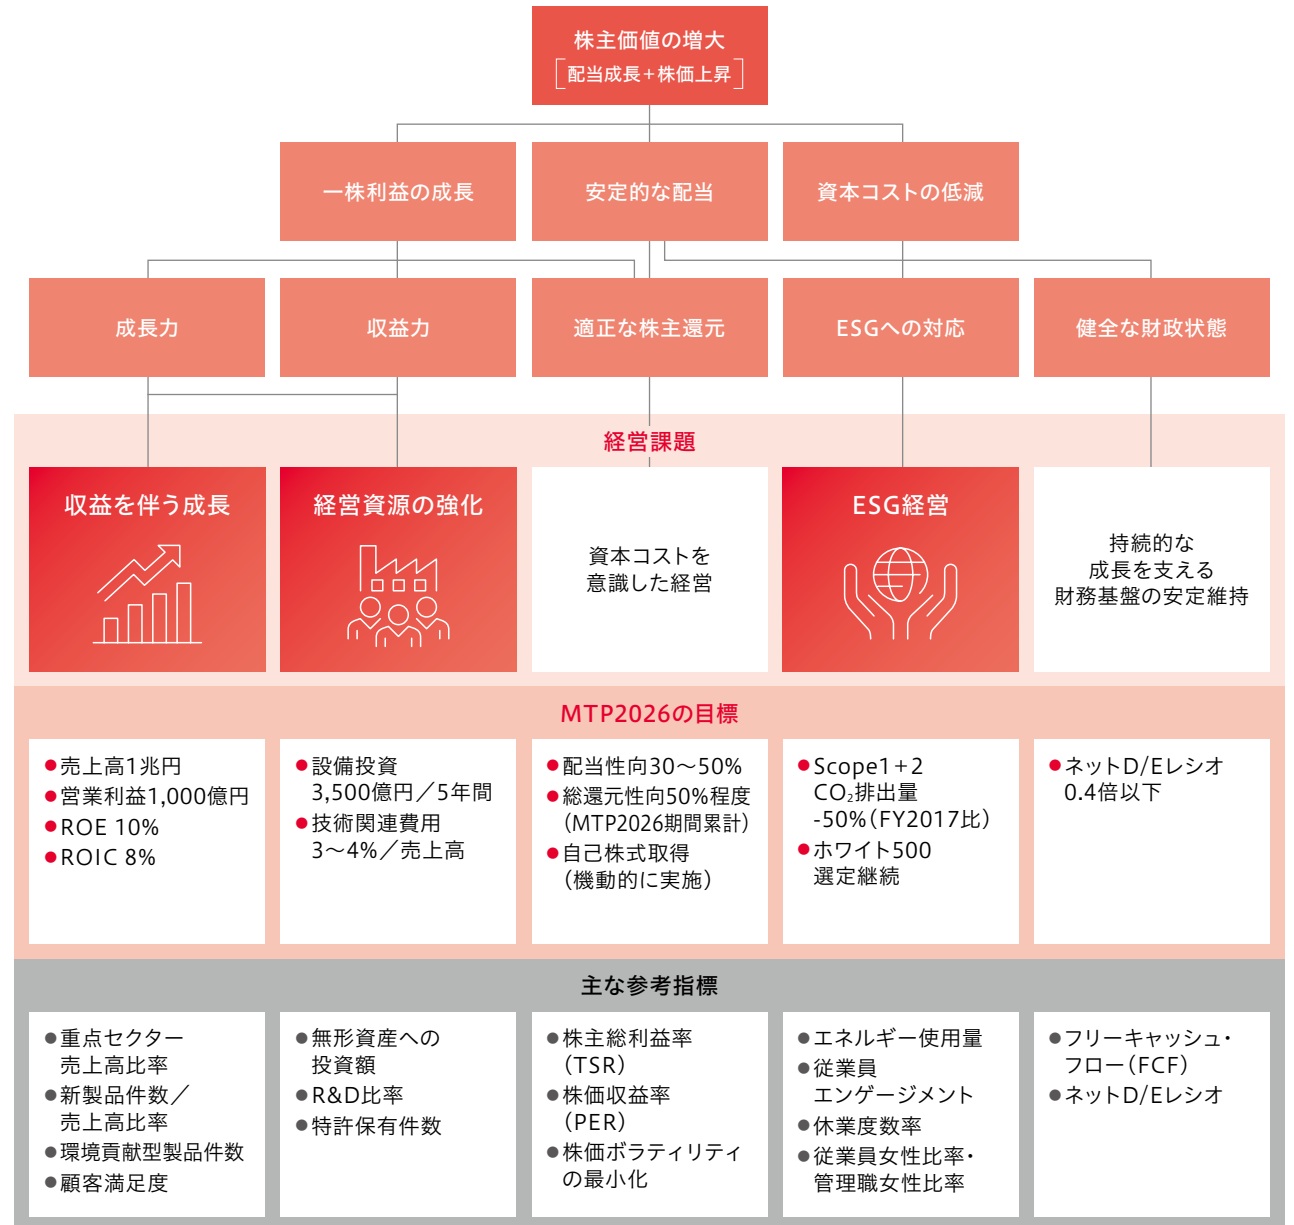 株主価値の増大
[配当成長+株価上昇]
一株利益の成長
安定的な配当
資本コストの低減
成長力
収益力
適正な株主還元
ESGへの対応
健全な財政状態
経営課題
収益を伴う成長
経営資源の強化
資本コストを
意識した経営
ESG経営
持続的な
成長を支える
財務基盤の安定維持
MTP2026の目標
●売上高1兆円
●営業利益1,000億円
●ROE 10%
●ROIC 8%
●設備投資
3,500億円/5年間
●技術関連費用
3~4%/売上高
●配当性向30~50%
●総還元性向50%程度
(MTP2026期間累計)
●自己株式取得
(機動的に実施)
●Scope1+2
CO₂排出量
-50%(FY2017比)
●ホワイト500
選定継続
●ネットD/Eレシオ
0.4倍以下
主な参考指標
●重点セクター
売上高比率
●新製品件数/
売上高比率
●環境貢献型製品件数
●顧客満足度
●無形資産への
投資額
●R&D比率
●特許保有件数
●株主総利益率
(TSR)
●株価収益率
(PER)
●株価ボラティリティ
の最小化
●エネルギー使用量
●従業員
エンゲージメント
●休業度数率
●従業員女性比率・
管理職女性比率
●フリーキャッシュ・
フロー(FCF)
●ネットD/Eレシオ